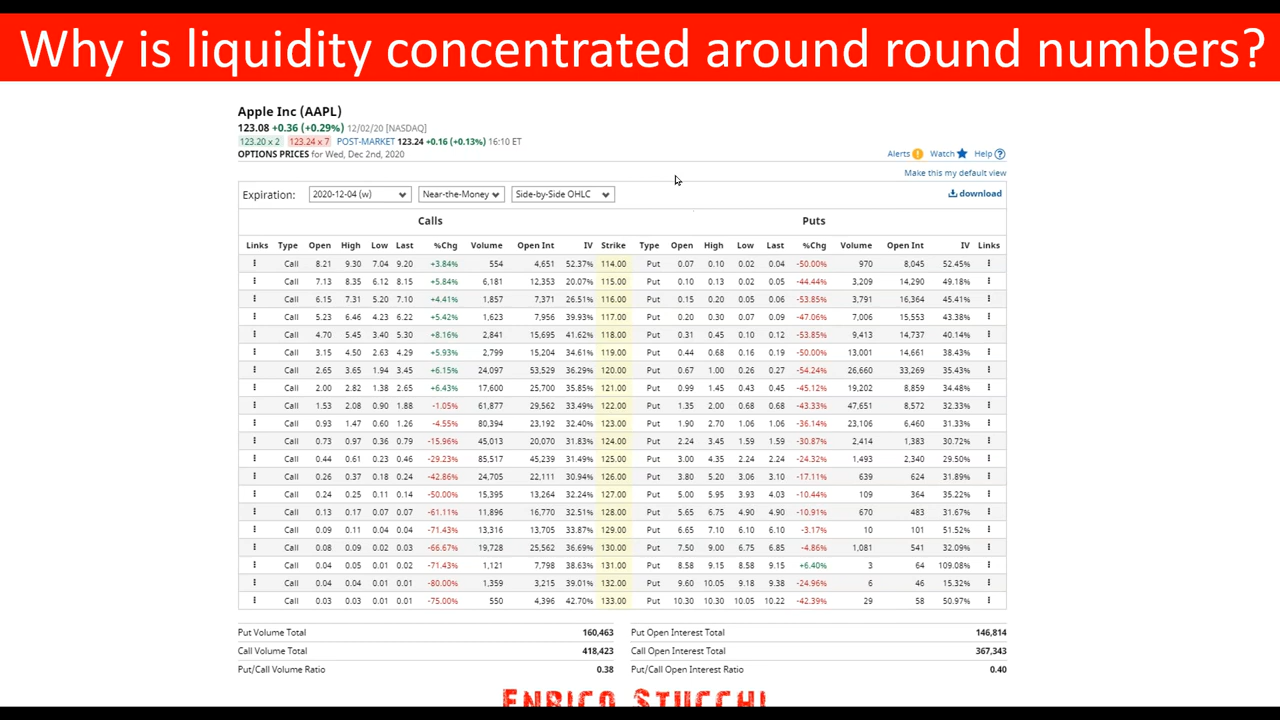 Why is liquidity concentrated around round numbers?
Apple Inc (AAPL)
123.08 +0.36 (+0.29%) 12/02/20 [NASDAQ]
123.20 x 2 123.24 x 7 POST-MARKET 123.24 +0.16 (+0.13%) 16:10 ET
OPTIONS PRICES for Wed, Dec 2nd, 2020
Alerts Watch Help
Make this my default view
Expiration: 2020-12-04 (w) Near-the-Money Side-by-Side OHLC download
Calls Puts
Links Type Open High Low Last %Chg Volume Open Int IV Strike Type Open High Low Last %Chg Volume Open Int IV Links
Call 8.21 9.30 7.04 9.20 +3.84% 554 4,651 52.37% 114.00 Put 0.07 0.10 0.02 0.04 -50.00% 970 8,045 52.45%
Call 7.13 8.35 6.12 8.15 +5.84% 6,181 12,353 20.07% 115.00 Put 0.10 0.13 0.02 0.05 -44.44% 3,209 14,290 49.18%
Call 6.15 7.31 5.20 7.10 +4.41% 1,857 7,371 26.51% 116.00 Put 0.15 0.20 0.05 0.06 -53.85% 3,791 16,364 45.41%
Call 5.23 6.46 4.23 6.22 +5.42% 1,623 7,956 39.93% 117.00 Put 0.20 0.30 0.07 0.09 -47.06% 7,006 15,553 43.38%
Call 4.70 5.45 3.40 5.30 +8.16% 2,841 15,695 41.62% 118.00 Put 0.31 0.45 0.10 0.12 -53.85% 9,413 14,737 40.14%
Call 3.15 4.50 2.63 4.29 +5.93% 2,799 15,204 34.61% 119.00 Put 0.44 0.68 0.16 0.19 -50.00% 13,001 14,661 38.43%
Call 2.65 3.65 1.94 3.45 +6.15% 24,097 53,529 36.29% 120.00 Put 0.67 1.00 0.26 0.27 -54.24% 26,660 33,269 35.43%
Call 2.00 2.82 1.38 2.65 +6.43% 17,600 25,700 35.85% 121.00 Put 0.99 1.45 0.43 0.45 -45.12% 19,202 8,859 34.48%
Call 1.53 2.08 0.90 1.88 -1.05% 61,877 29,562 33.49% 122.00 Put 1.35 2.00 0.68 0.68 -43.33% 47,651 8,572 32.33%
Call 0.93 1.47 0.60 1.26 -4.55% 80,394 23,192 32.40% 123.00 Put 1.90 2.70 1.06 1.06 -36.14% 23,106 6,460 31.33%
Call 0.73 0.97 0.36 0.79 -15.96% 45,013 20,070 31.83% 124.00 Put 2.24 3.45 1.59 1.59 -30.87% 2,414 1,383 30.72%
Call 0.44 0.61 0.23 0.46 -29.23% 85,517 45,239 31.49% 125.00 Put 3.00 4.35 2.24 2.24 -24.32% 1,493 2,340 29.50%
Call 0.26 0.37 0.18 0.24 -42.86% 24,705 22,111 30.94% 126.00 Put 3.80 5.20 3.06 3.10 -17.11% 639 624 31.89%
Call 0.24 0.25 0.11 0.14 -50.00% 15,395 13,264 32.24% 127.00 Put 5.00 5.95 3.93 4.03 -10.44% 109 364 35.22%
Call 0.13 0.17 0.07 0.07 -61.11% 11,896 16,770 32.51% 128.00 Put 5.65 6.75 4.90 4.90 -10.91% 670 483 31.67%
Call 0.09 0.11 0.04 0.04 -71.43% 13,316 13,705 33.87% 129.00 Put 6.65 7.10 6.10 6.10 -3.17% 10 101 51.52%
Call 0.08 0.09 0.02 0.03 -66.67% 19,728 25,562 36.69% 130.00 Put 7.50 9.00 6.75 6.85 -4.86% 1,081 541 32.09%
Call 0.04 0.05 0.01 0.02 -71.43% 1,121 7,798 38.63% 131.00 Put 8.58 9.15 8.58 9.15 +6.40% 3 64 109.08%
Call 0.04 0.04 0.01 0.01 -80.00% 1,359 3,215 39.01% 132.00 Put 9.60 10.05 9.18 9.38 -24.96% 6 46 15.32%
Call 0.03 0.03 0.01 0.01 -75.00% 550 4,396 42.70% 133.00 Put 10.30 10.30 10.05 10.22 -42.39% 29 58 50.97%
Put Volume Total 160,463 Put Open Interest Total 146,814
Call Volume Total 418,423 Call Open Interest Total 367,343
Put/Call Volume Ratio 0.38 Put/Call Open Interest Ratio 0.40
ENRICO STUCCHI